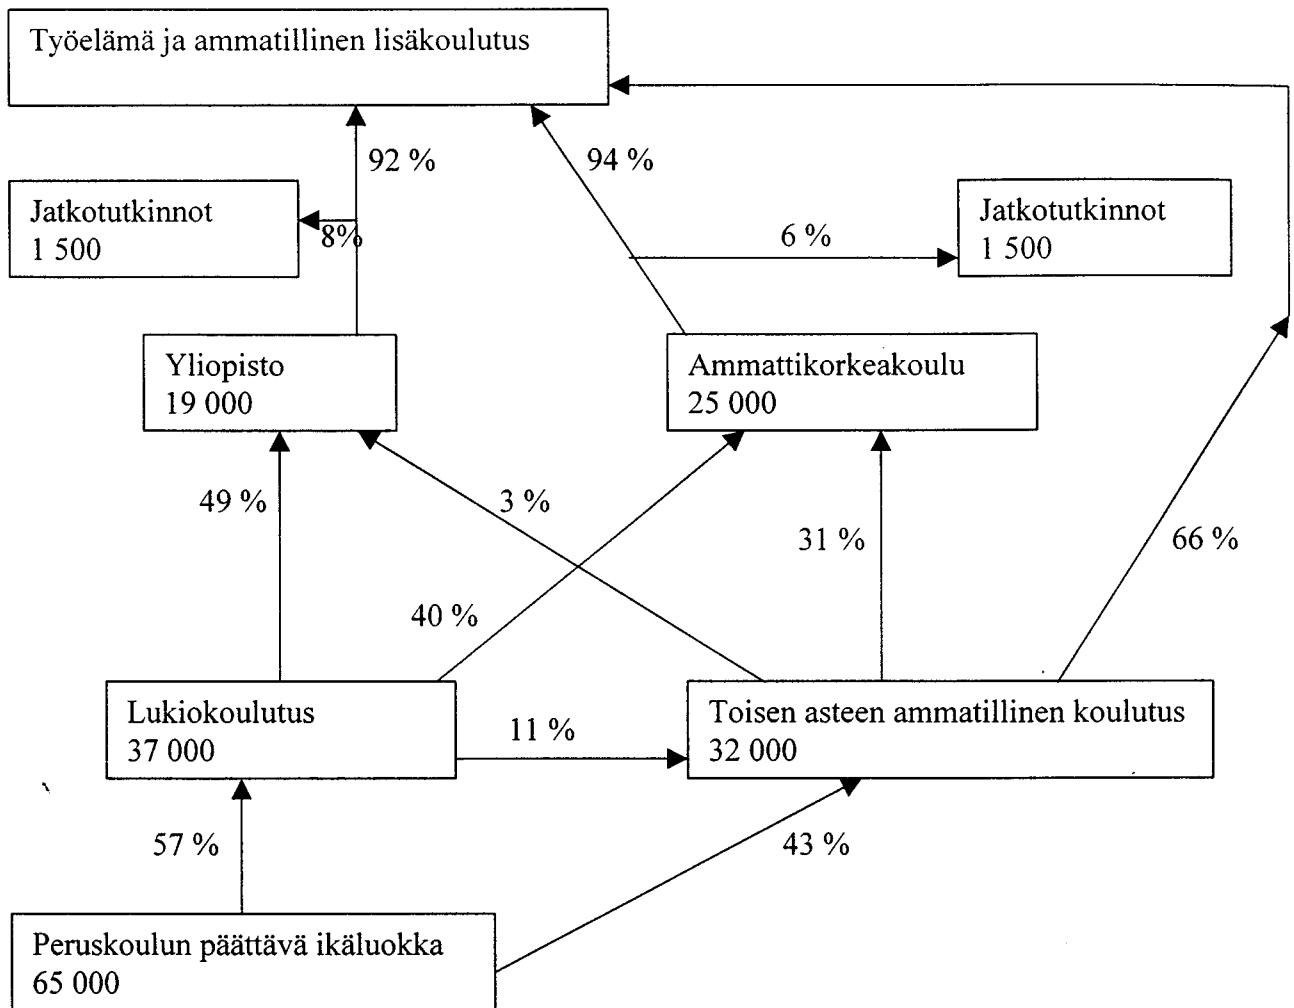 Työelämä ja ammatillinen lisäkoulutus
92 %
94 %
Jatkotutkinnot
1 500
8%
6 %
Jatkotutkinnot
1 500
Yliopisto
19 000
Ammattikorkeakoulu
25 000
49 %
3 %
31 %
66 %
40 %
Lukiokoulutus
37 000
11 %
Toisen asteen ammatillinen koulutus
32 000
57 %
43 %
Peruskoulun päättävä ikäluokka
65 000